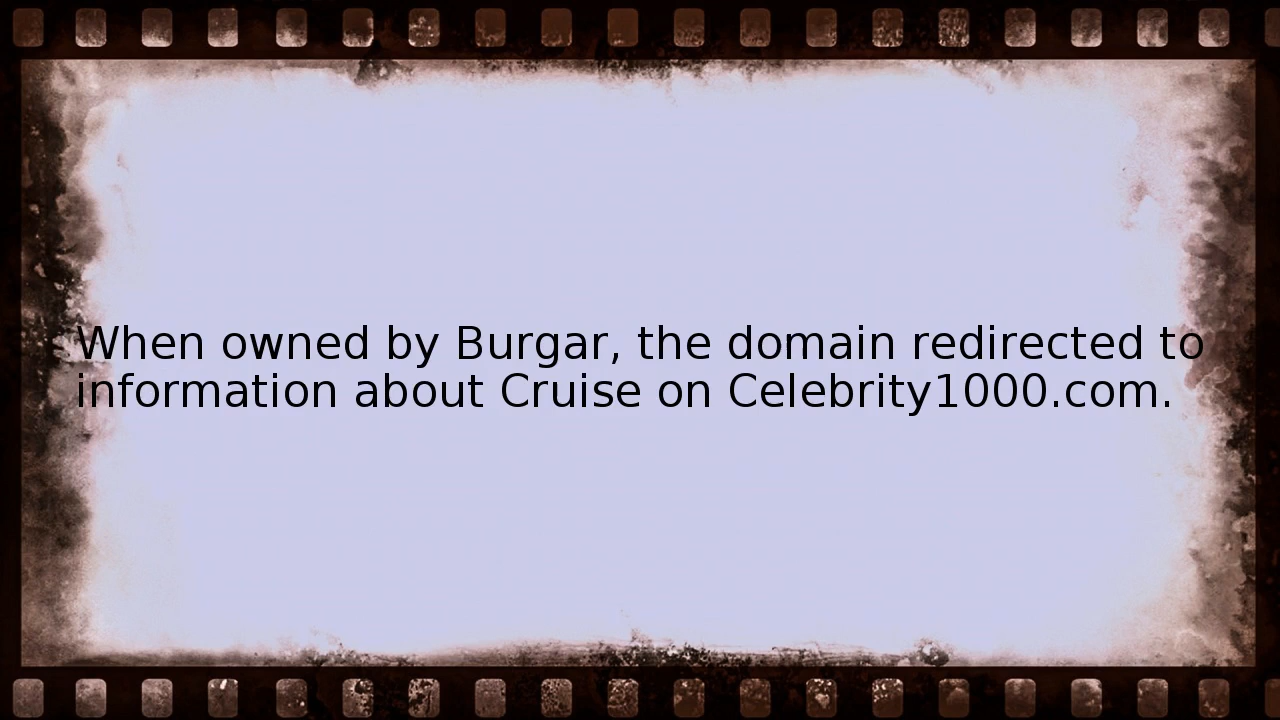 When owned by Burgar, the domain redirected to
information about Cruise on Celebrity1000.com.